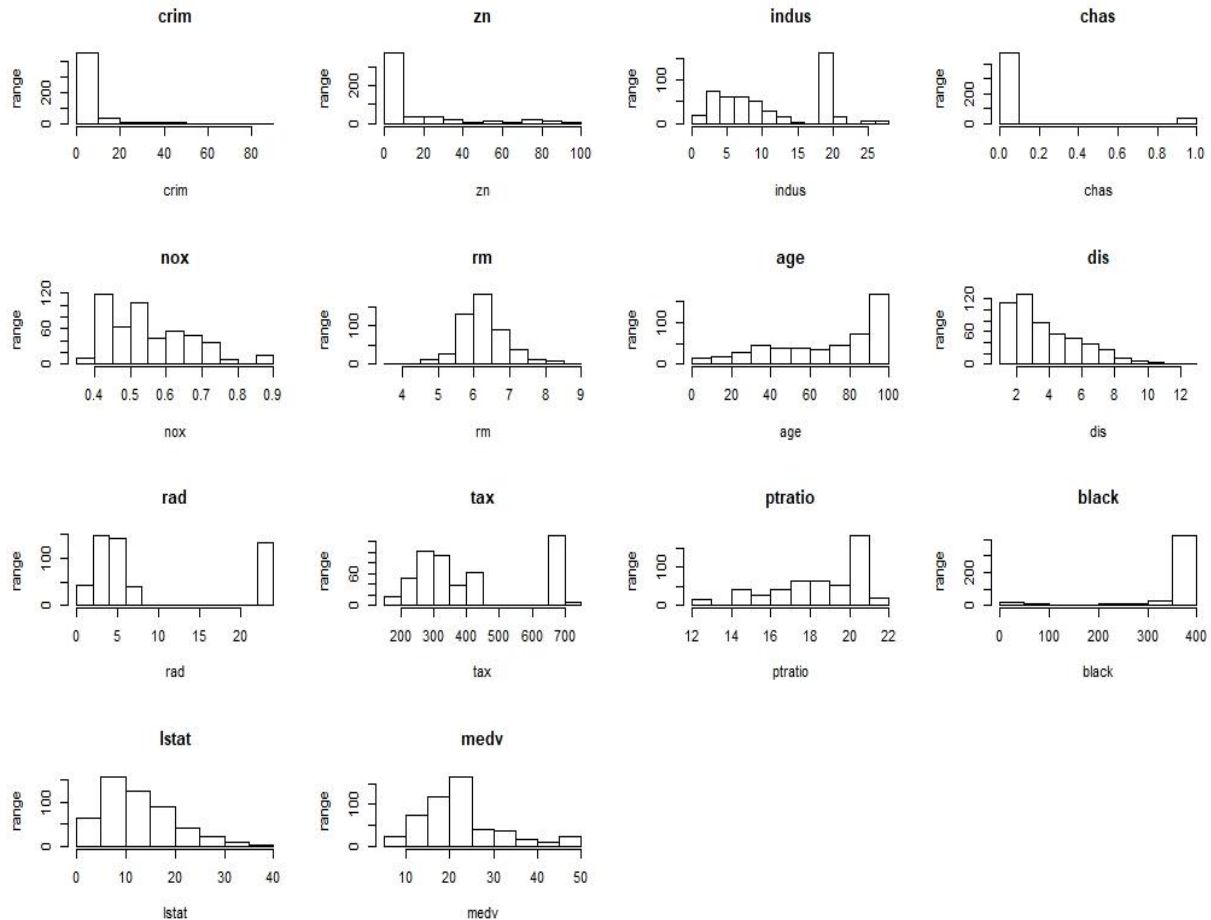 crim zn indus chas
range 0 200 range 0 200 range 0 100 range 0 200
0 20 40 60 80 0 20 40 60 80 100 0 5 10 15 20 25 0.0 0.2 0.4 0.6 0.8 1.0
crim zn indus chas
nox rm age dis
range 0 60 120 range 0 100 range 0 100 range 0 60 120
0.4 0.5 0.6 0.7 0.8 0.9 4 5 6 7 8 9 0 20 40 60 80 100 2 4 6 8 10 12
nox rm age dis
rad tax ptratio black
range 0 100 range 0 60 range 0 100 range 0 200
0 5 10 15 20 200 300 400 500 600 700 12 14 16 18 20 22 0 100 200 300 400
rad tax ptratio black
lstat medv
range 0 100 range 0 100
0 10 20 30 40 10 20 30 40 50
lstat medv